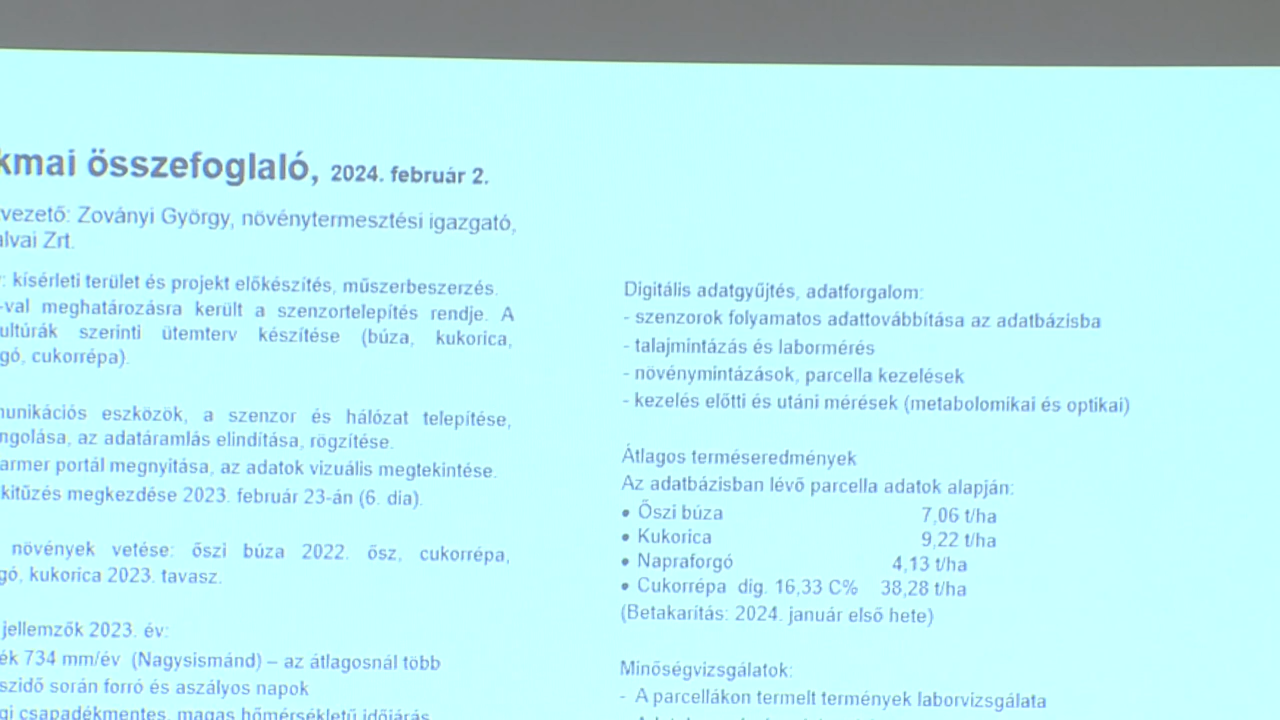 kmai összefoglaló, 2024. február 2.
vezető: Zoványi György, növénytermesztési igazgató,
alvai Zrt.
: kísérleti terület és projekt előkészítés, műszerbeszerzés.
-val meghatározásra került a szenzortelepítés rendje. A
ultúrák szerinti ütemterv készítése (búza, kukorica,
gó, cukorrépa).
munikációs eszközök, a szenzor és hálózat telepítése,
ngolása, az adatáramlás elindítása, rögzítése.
armer portál megnyitása, az adatok vizuális megtekintése.
kitűzés megkezdése 2023. február 23-án (6. dia).
növények vetése: őszi búza 2022. ősz, cukorrépa,
gó, kukorica 2023. tavasz.
jellemzők 2023. év:
ék 734 mm/év (Nagysismánd) – az átlagosnál több
szidő során forró és aszályos napok
gi csapadékmentes, magas hőmérsékletű időjárás
Digitális adatgyűjtés, adatforgalom:
- szenzorok folyamatos adattovábbítása az adatbázisba
- talajmintázás és labormérés
- növénymintázások, parcella kezelések
- kezelés előtti és utáni mérések (metabolomikai és optikai)
Átlagos terméseredmények
Az adatbázisban lévő parcella adatok alapján:
• Őszi búza 7,06 t/ha
• Kukorica 9,22 t/ha
• Napraforgó 4,13 t/ha
• Cukorrépa dig. 16,33 C% 38,28 t/ha
(Betakarítás: 2024. január első hete)
Minőségvizsgálatok:
- A parcellákon termelt termények laborvizsgálata